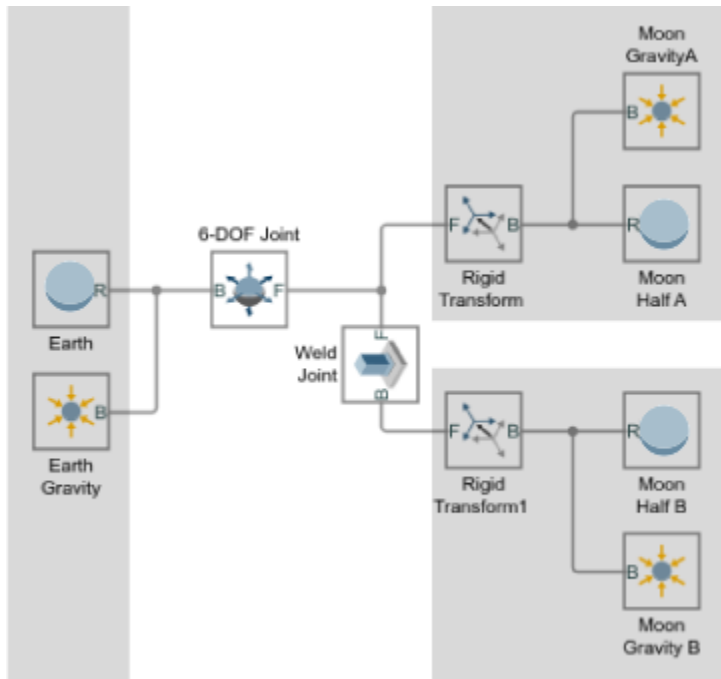 Moon
GravityA
B
6-DOF Joint
F
B
R
Rigid
Transform
Moon
Half A
R
B
F
Earth
Weld
Joint
F
B
B
Earth
Gravity
F
B
R
Rigid
Transform1
Moon
Half B
B
Moon
Gravity B